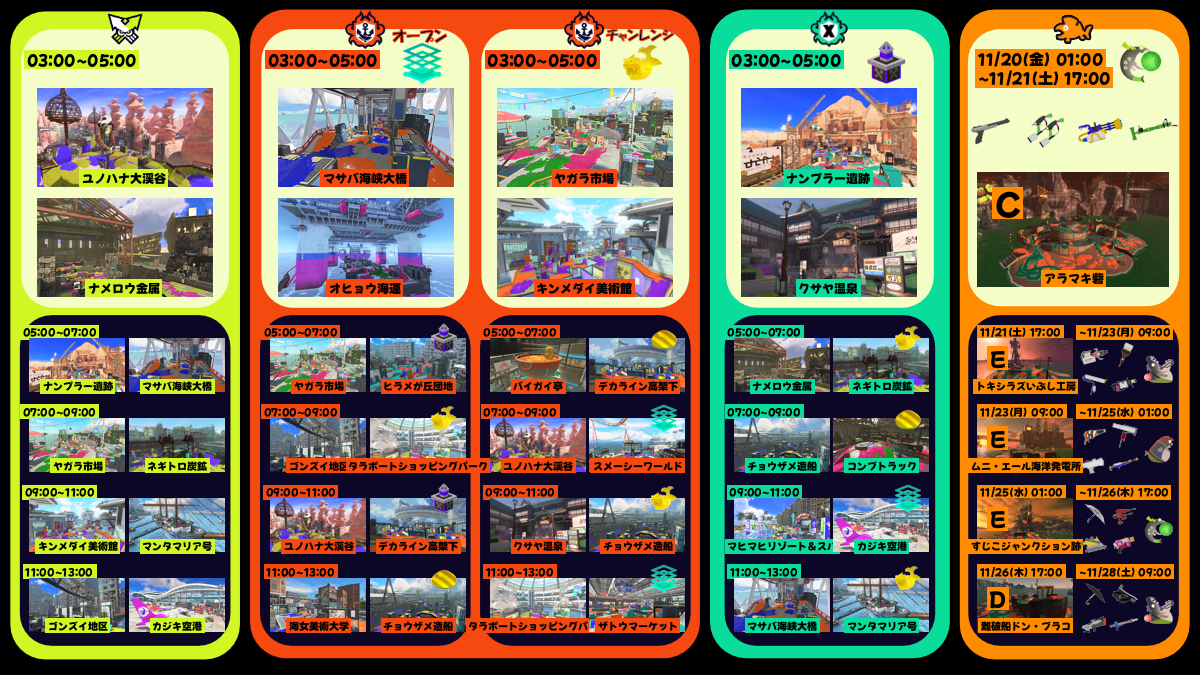 03:00~05:00
ユノハナ大渓谷
ナメロウ金属
05:00~07:00
ナンプラー遺跡
マサバ海峡大橋
07:00~09:00
ヤガラ市場
ネギトロ炭鉱
09:00~11:00
キンメダイ美術館
マンタマリア号
11:00~13:00
ゴンズイ地区
カジキ空港
オープン
03:00~05:00
マサバ海峡大橋
オヒョウ海運
05:00~07:00
ヤガラ市場
ヒラメが丘団地
07:00~09:00
ゴンズイ地区
タラポートショッピングパーク
09:00~11:00
ユノハナ大渓谷
デカライン高架下
11:00~13:00
海女美術大学
チョウザメ造船
チャンレンジ
03:00~05:00
ヤガラ市場
キンメダイ美術館
05:00~07:00
バイガイ亭
デカライン高架下
07:00~09:00
ユノハナ大渓谷
スメーシーワールド
09:00~11:00
クサヤ温泉
チョウザメ造船
11:00~13:00
タラポートショッピングパ
ザトウマーケット
X
03:00~05:00
ナンプラー遺跡
クサヤ温泉
05:00~07:00
ナメロウ金属
ネギトロ炭鉱
07:00~09:00
チョウザメ造船
コンブトラック
09:00~11:00
マヒマヒリゾート&スパ
カジキ空港
11:00~13:00
マサバ海峡大橋
マンタマリア号
11/20(金) 01:00
~11/21(土) 17:00
C
アラマキ砦
11/21(土) 17:00
~11/23(月) 09:00
E
トキシラズいぶし工房
11/23(月) 09:00
~11/25(水) 01:00
E
ムニ・エール海洋発電所
11/25(水) 01:00
~11/26(木) 17:00
E
すじこジャンクション跡
11/26(木) 17:00
~11/28(土) 09:00
D
難破船ドン・ブラコ